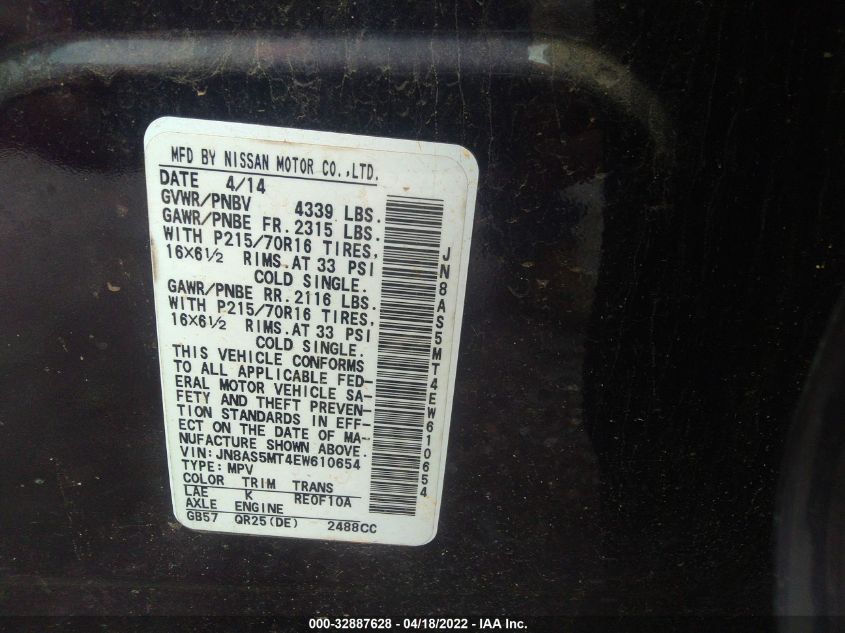 MFD BY NISSAN MOTOR CO.,LTD.
DATE 4/14
GVWR/PNBV 4339 LBS.
GAWR/PNBE FR. 2315 LBS.
WITH P215/70R16 TIRES,
16×6½ RIMS.AT 33 PSI
COLD SINGLE.
GAWR/PNBE RR. 2116 LBS.
WITH P215/70R16 TIRES,
16×6½ RIMS.AT 33 PSI
COLD SINGLE.
THIS VEHICLE CONFORMS
TO ALL APPLICABLE FED-
ERAL MOTOR VEHICLE SA-
FETY AND THEFT PREVEN-
TION STANDARDS IN EFF-
ECT ON THE DATE OF MA-
NUFACTURE SHOWN ABOVE.
VIN:JN8AS5MT4EW610654
TYPE: MPV
COLOR TRIM TRANS
LAE K RE0F10A
AXLE ENGINE
GB57 QR25(DE) 2488CC
JN8AS5MT4EW610654
000-32887628 - 04/18/2022 - IAA Inc.